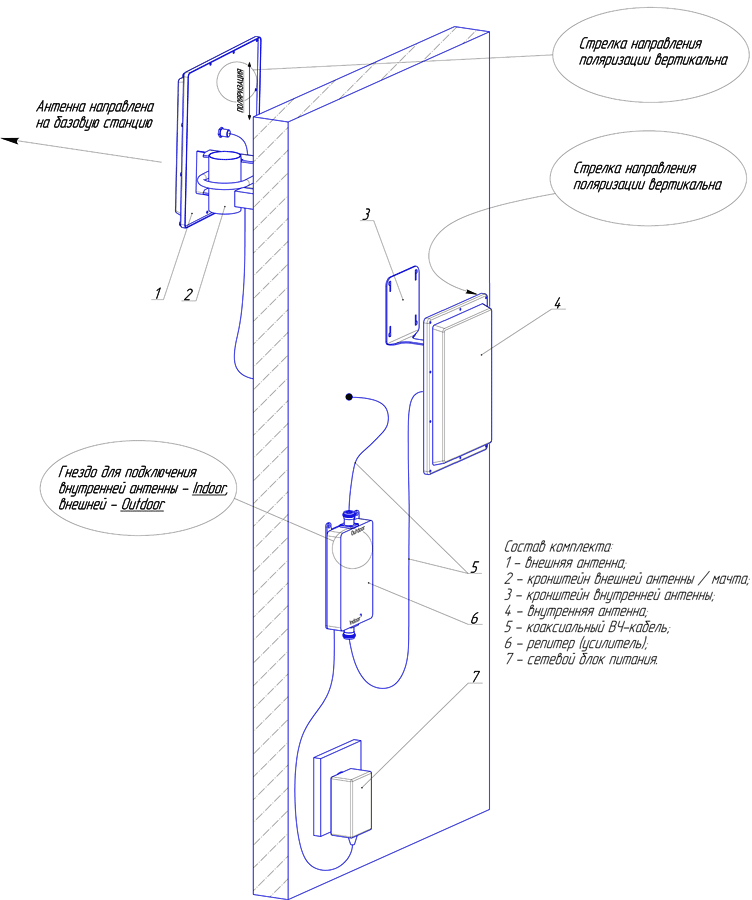 Стрелка направления
поляризации вертикальна
ПОЛЯРИЗАЦИЯ
Антенна направлена
на базовую станцию
Стрелка направления
поляризации вертикальна
3
1
2
4
Гнездо для подключения
внутренней антенны – Indoor,
внешней – Outdoor
Outdoor
5
6
Indoor
7
Состав комплекта:
1 – внешняя антенна;
2 – кронштейн внешней антенны / мачта;
3 – кронштейн внутренней антенны;
4 – внутренняя антенна;
5 – коаксиальный ВЧ-кабель;
6 – репитер (усилитель);
7 – сетевой блок питания.